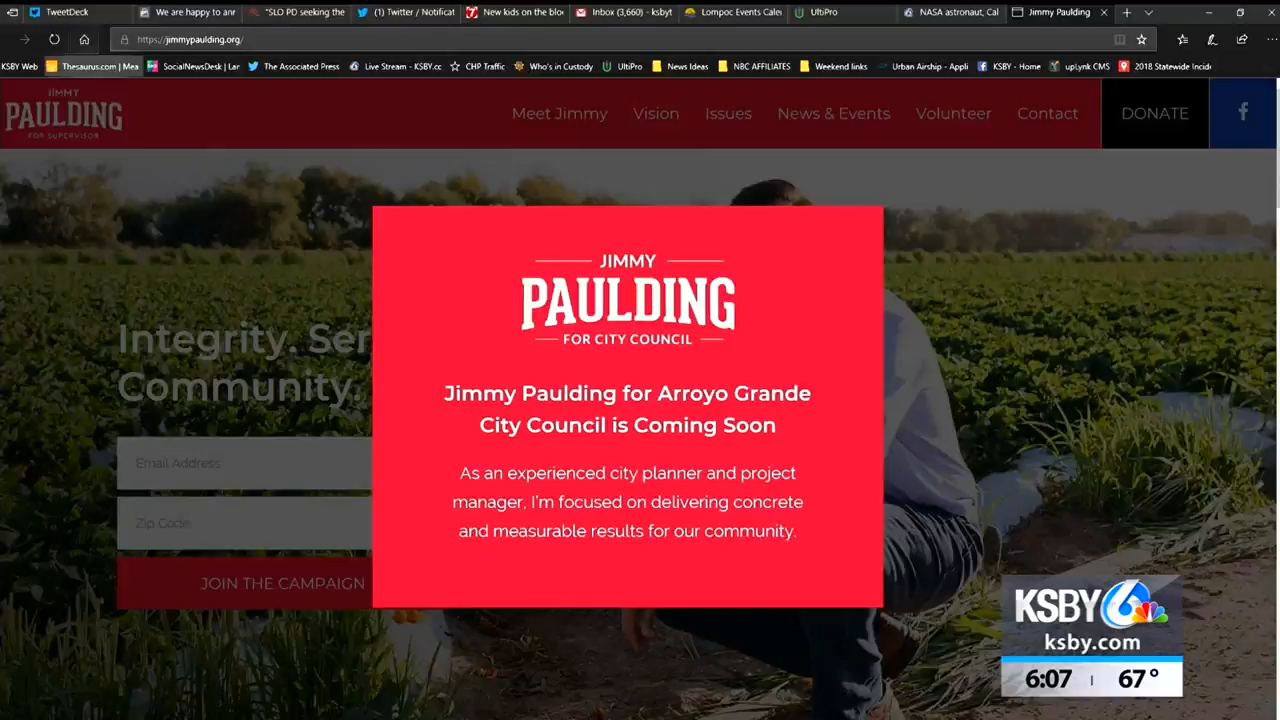 TweetDeck
We are happy to anr
"SLO PD seeking the
(1) Twitter / Notificat
New kids on the bloc
Inbox (3,660) - ksbyt
Lompoc Events Caler
UltiPro
NASA astronaut, Cal
Jimmy Paulding
https://jimmypaulding.org/
KSBY Web
Thesaurus.com | Mea
SocialNewsDesk | Lar
The Associated Press
Live Stream - KSBY.cc
CHP Traffic
Who's in Custody
UltiPro
News Ideas
NBC AFFILIATES
Weekend links
Urban Airship - Appli
KSBY - Home
upLynk CMS
2018 Statewide Incid
JIMMY
PAULDING
FOR SUPERVISOR
Meet Jimmy
Vision
Issues
News & Events
Volunteer
Contact
DONATE
f
Integrity. Ser
Community.
Email Address
Zip Code
JOIN THE CAMPAIGN
JIMMY
PAULDING
FOR CITY COUNCIL
Jimmy Paulding for Arroyo Grande
City Council is Coming Soon
As an experienced city planner and project
manager, I'm focused on delivering concrete
and measurable results for our community.
KSBY 6
ksby.com
6:07 67°